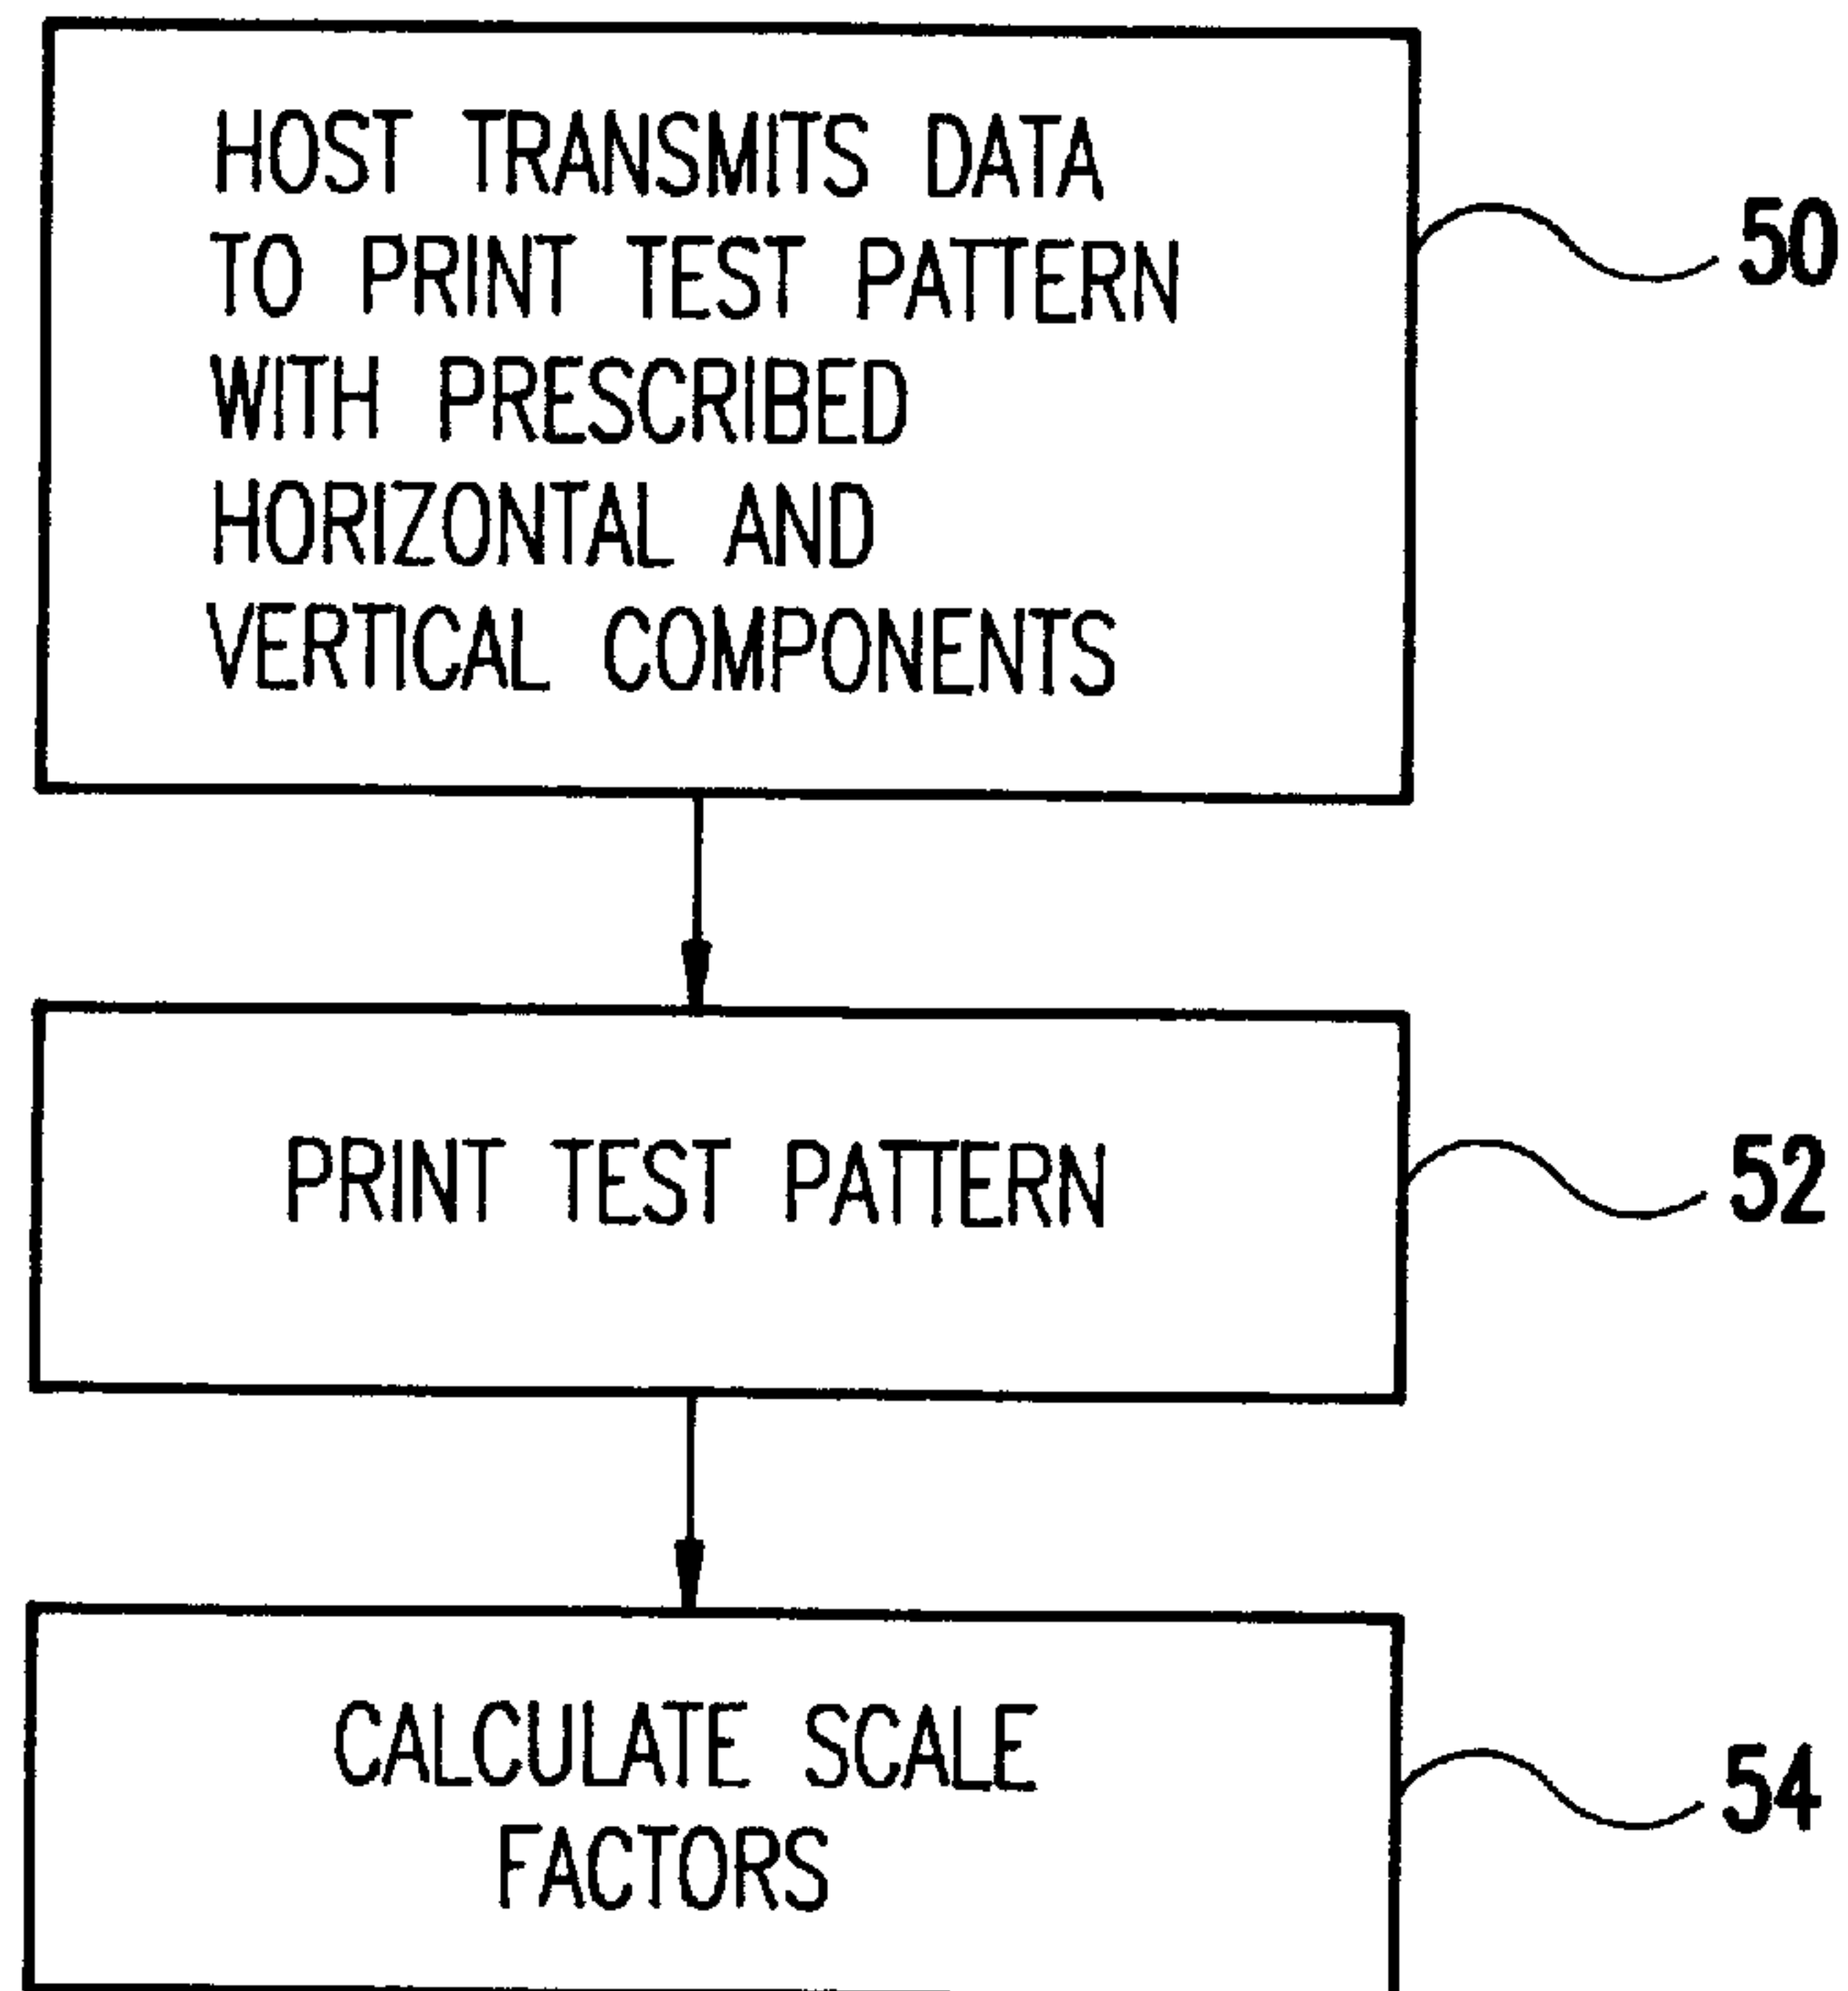 HOST TRANSMITS DATA
TO PRINT TEST PATTERN
WITH PRESCRIBED
HORIZONTAL AND
VERTICAL COMPONENTS
50
PRINT TEST PATTERN
52
CALCULATE SCALE
FACTORS
54